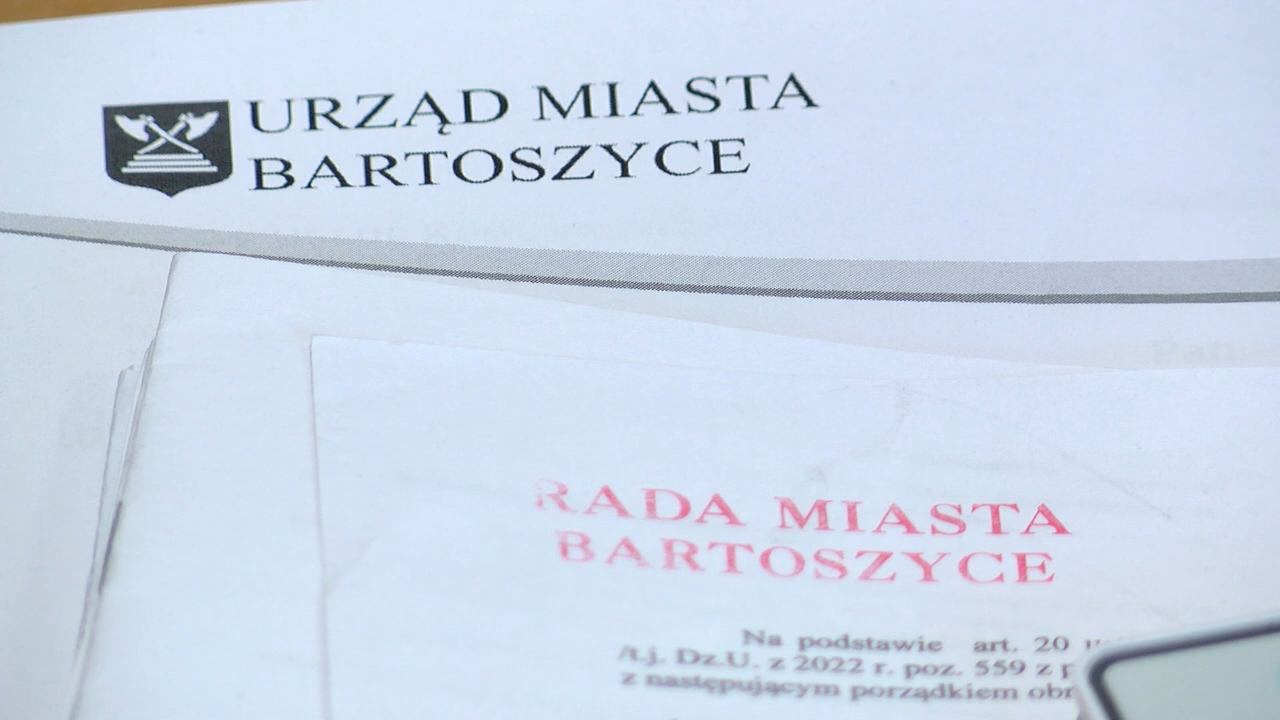 URZĄD MIASTA
BARTOSZYCE
RADA MIASTA
BARTOSZYCE
Na podstawie art. 20
/t.j. Dz.U. z 2022 r. poz. 559 z
z następującym porządkiem